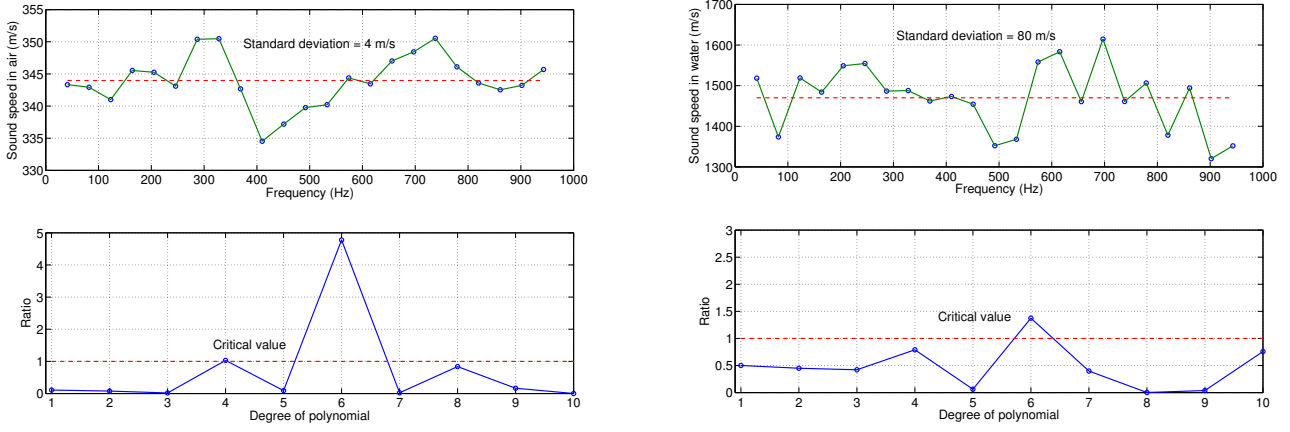 355
350
345
340
335
330
Sound speed in air (m/s)
Standard deviation = 4 m/s
0 100 200 300 400 500 600 700 800 900 1000
Frequency (Hz)
1700
1600
1500
1400
1300
Sound speed in water (m/s)
Standard deviation = 80 m/s
0 100 200 300 400 500 600 700 800 900 1000
Frequency (Hz)
5
4
3
2
1
0
Ratio
Critical value
1 2 3 4 5 6 7 8 9 10
Degree of polynomial
3
2.5
2
1.5
1
0.5
0
Ratio
Critical value
1 2 3 4 5 6 7 8 9 10
Degree of polynomial